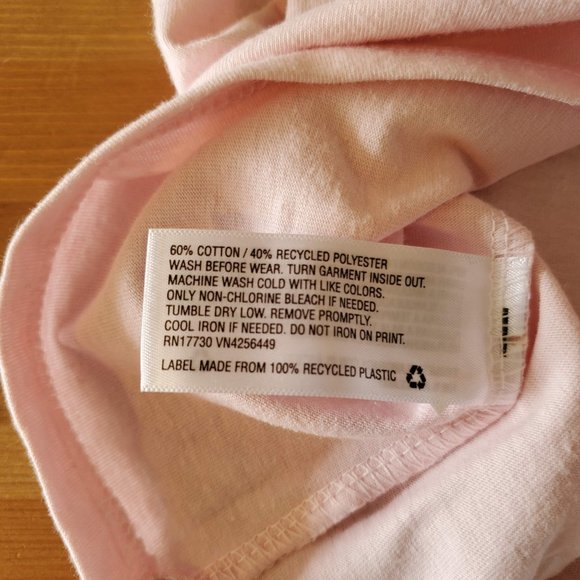 60% COTTON / 40% RECYCLED POLYESTER
WASH BEFORE WEAR. TURN GARMENT INSIDE OUT.
MACHINE WASH COLD WITH LIKE COLORS.
ONLY NON-CHLORINE BLEACH IF NEEDED.
TUMBLE DRY LOW. REMOVE PROMPTLY.
COOL IRON IF NEEDED. DO NOT IRON ON PRINT.
RN17730 VN4256449
LABEL MADE FROM 100% RECYCLED PLASTIC